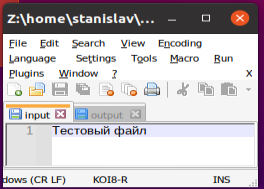 Z:\home\stanislav\...
File Edit Search View Encoding
Language Settings Tools Macro Run
Plugins Window ? X
input output
1 Тестовый файл
dows (CR LF) KOI8-R INS